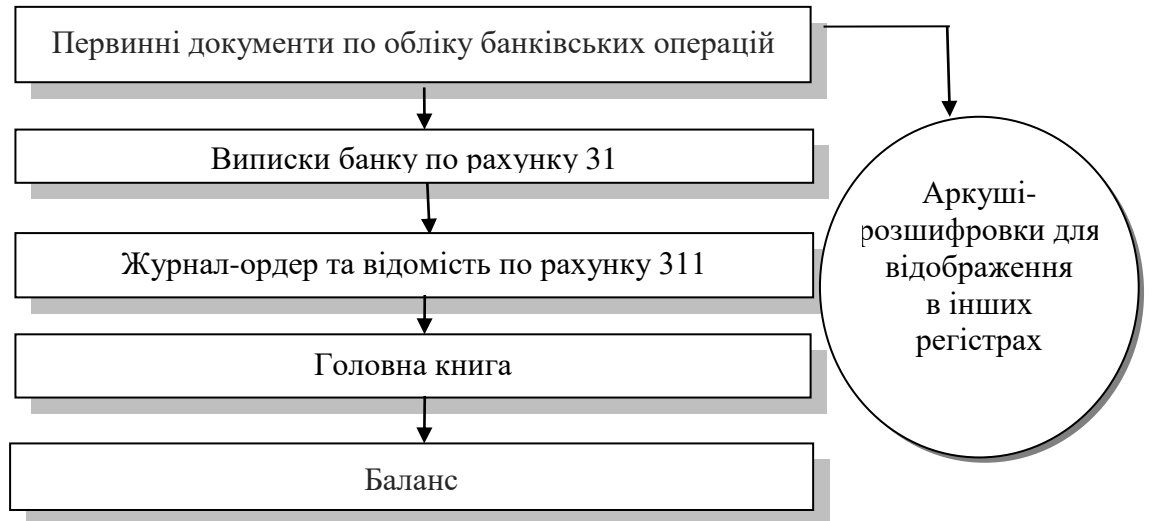 Первинні документи по обліку банківських операцій
Виписки банку по рахунку 31
Журнал-ордер та відомість по рахунку 311
Головна книга
Баланс
Аркуші-
розшифровки для
відображення
в інших
регістрах